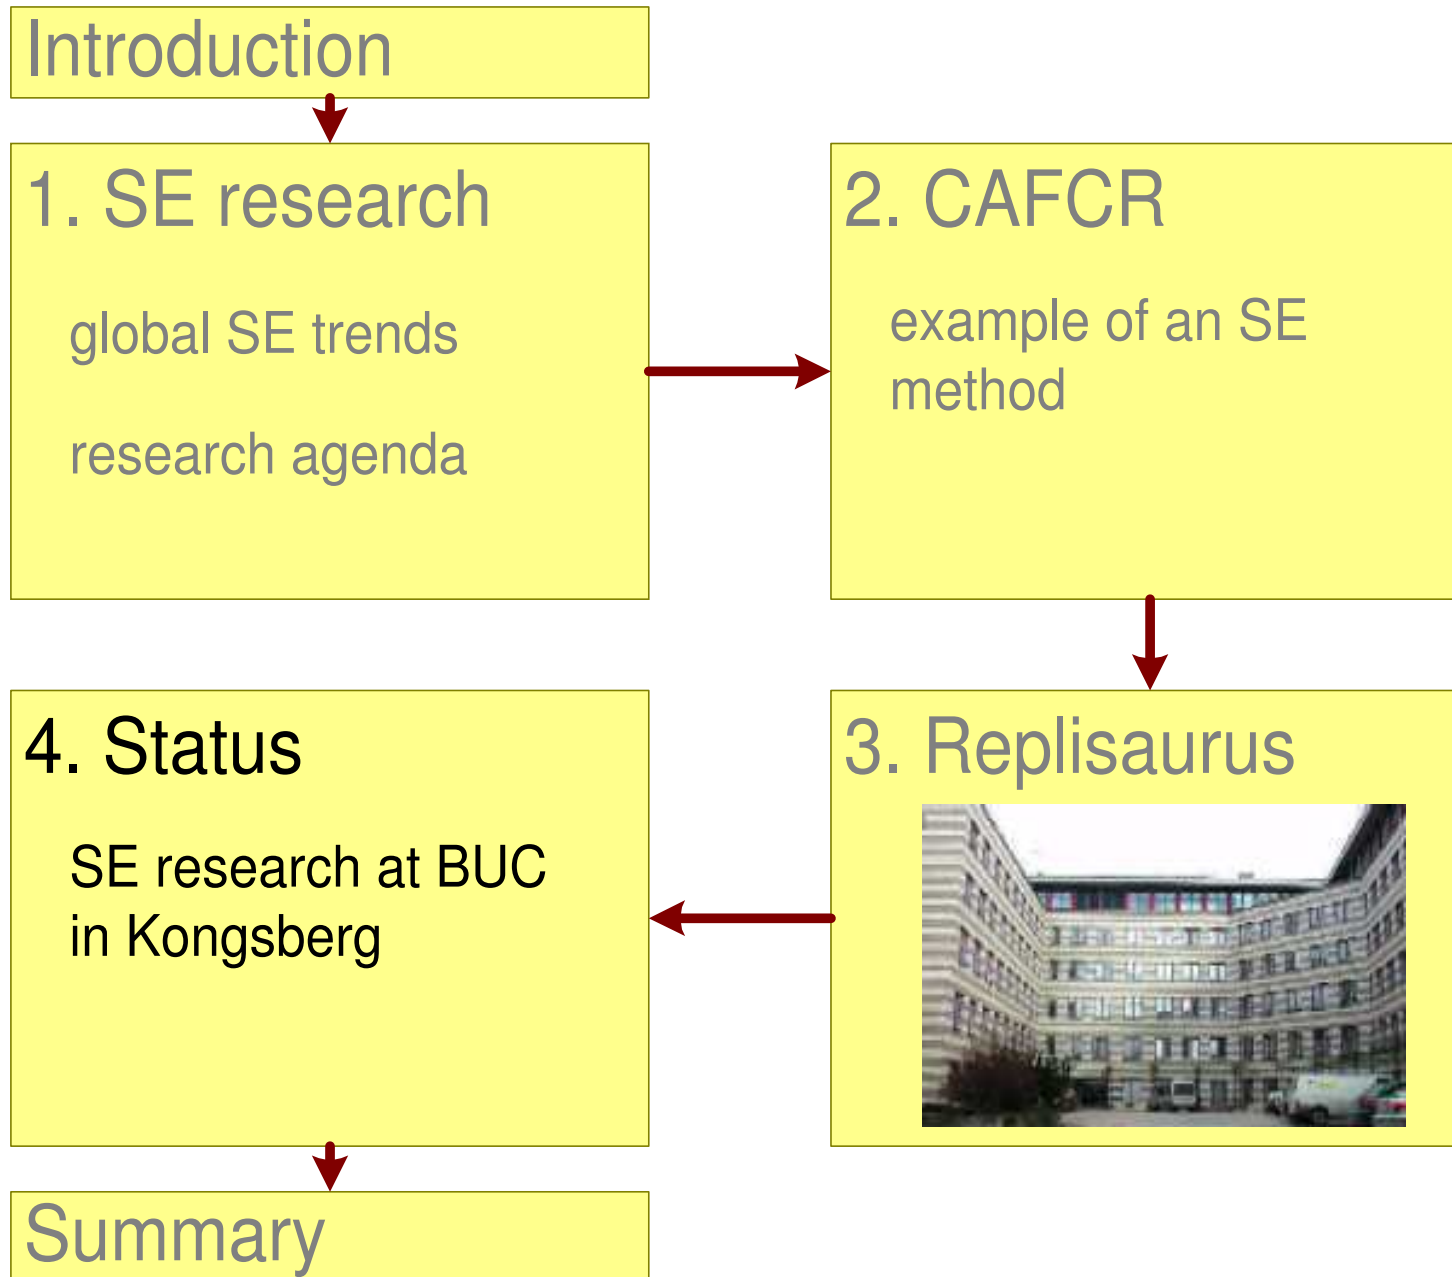 Introduction
1. SE research
global SE trends
research agenda
2. CAFCR
example of an SE
method
3. Replisaurus
4. Status
SE research at BUC
in Kongsberg
Summary